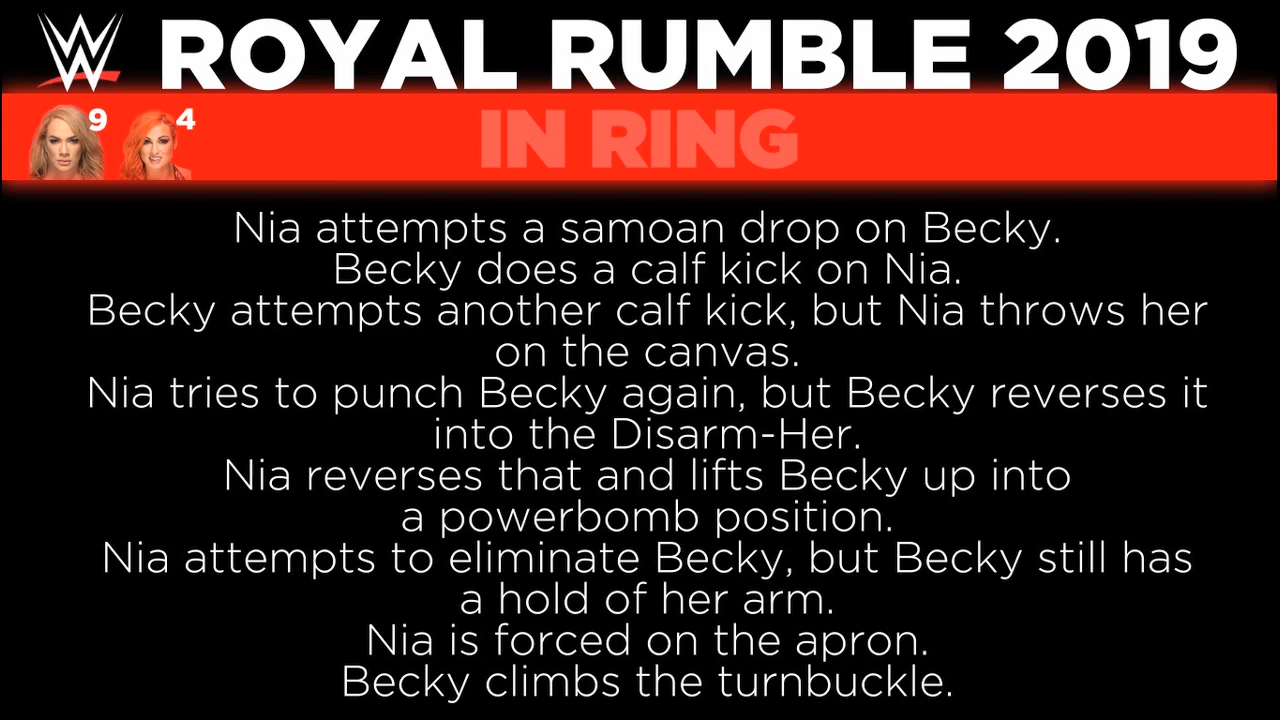 W ROYAL RUMBLE 2019
9 4 IN RING
Nia attempts a samoan drop on Becky.
Becky does a calf kick on Nia.
Becky attempts another calf kick, but Nia throws her
on the canvas.
Nia tries to punch Becky again, but Becky reverses it
into the Disarm-Her.
Nia reverses that and lifts Becky up into
a powerbomb position.
Nia attempts to eliminate Becky, but Becky still has
a hold of her arm.
Nia is forced on the apron.
Becky climbs the turnbuckle.